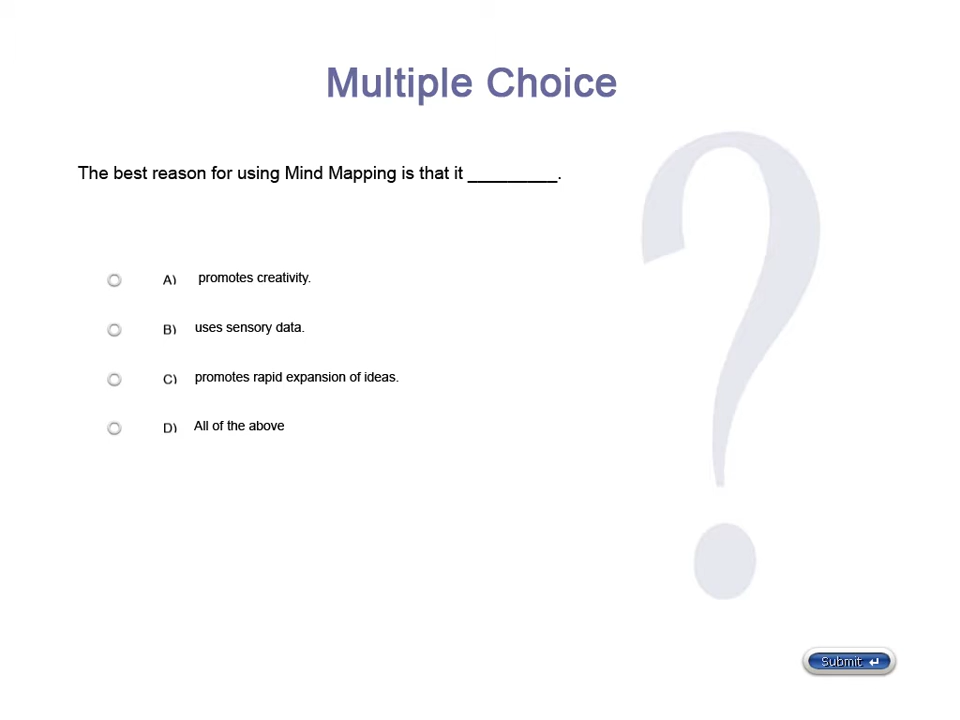 Multiple Choice
The best reason for using Mind Mapping is that it _________.
A) promotes creativity.
B) uses sensory data.
C) promotes rapid expansion of ideas.
D) All of the above
Submit